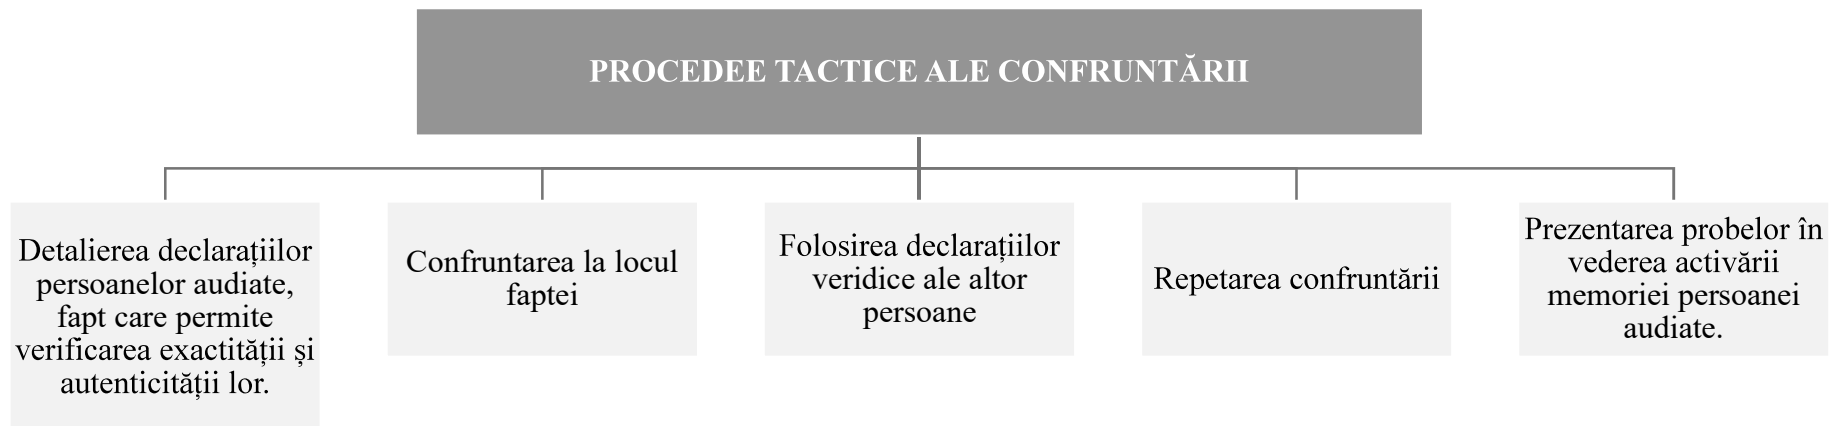 PROCEDEE TACTICE ALE CONFRUNTĂRII
Detalierea declarațiilor
persoanelor audiate,
fapt care permite
verificarea exactității și
autenticității lor.
Confruntarea la locul
faptei
Folosirea declarațiilor
veridice ale altor
persoane
Repetarea confruntării
Prezentarea probelor în
vederea activării
memoriei persoanei
audiate.